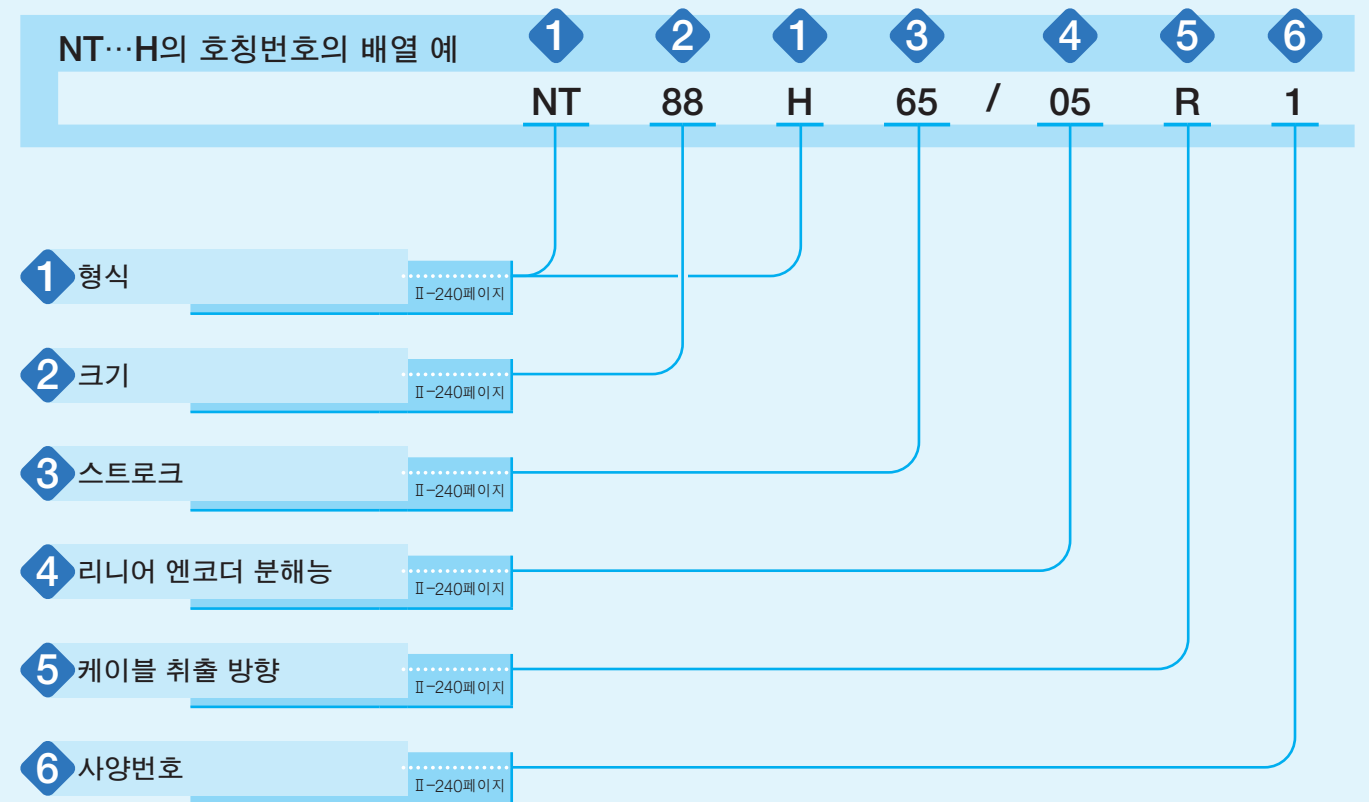 NT…H의 호칭번호의 배열 예 1 2 1 3 4 5 6
NT 88 H 65 / 05 R 1
1 형식
Ⅱ-240페이지
2 크기
Ⅱ-240페이지
3 스트로크
Ⅱ-240페이지
4 리니어 엔코더 분해능
Ⅱ-240페이지
5 케이블 취출 방향
Ⅱ-240페이지
6 사양번호
Ⅱ-240페이지